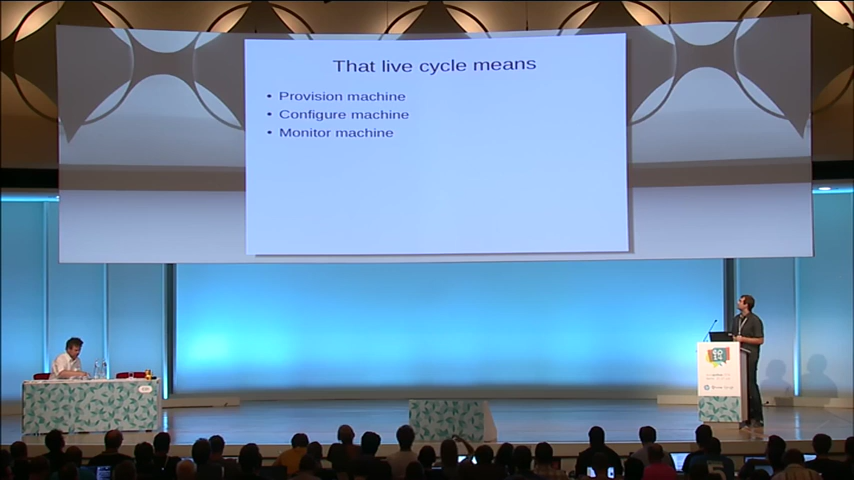 That live cycle means
• Provision machine
• Configure machine
• Monitor machine